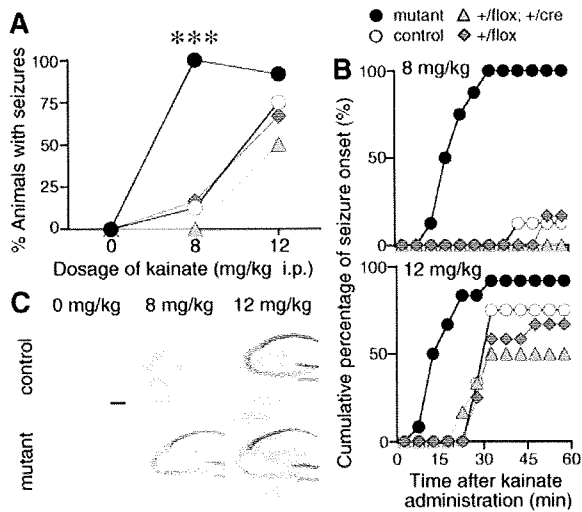 mutant
+/flox; +/cre
control
+/flox
A
***
% Animals with seizures
100
75
50
25
0
0
8
12
Dosage of kainate (mg/kg i.p.)
B
8 mg/kg
100
50
0
12 mg/kg
100
50
0
Cumulative percentage of seizure onset (%)
0
15
30
45
60
Time after kainate
administration (min)
C
0 mg/kg
8 mg/kg
12 mg/kg
control
mutant